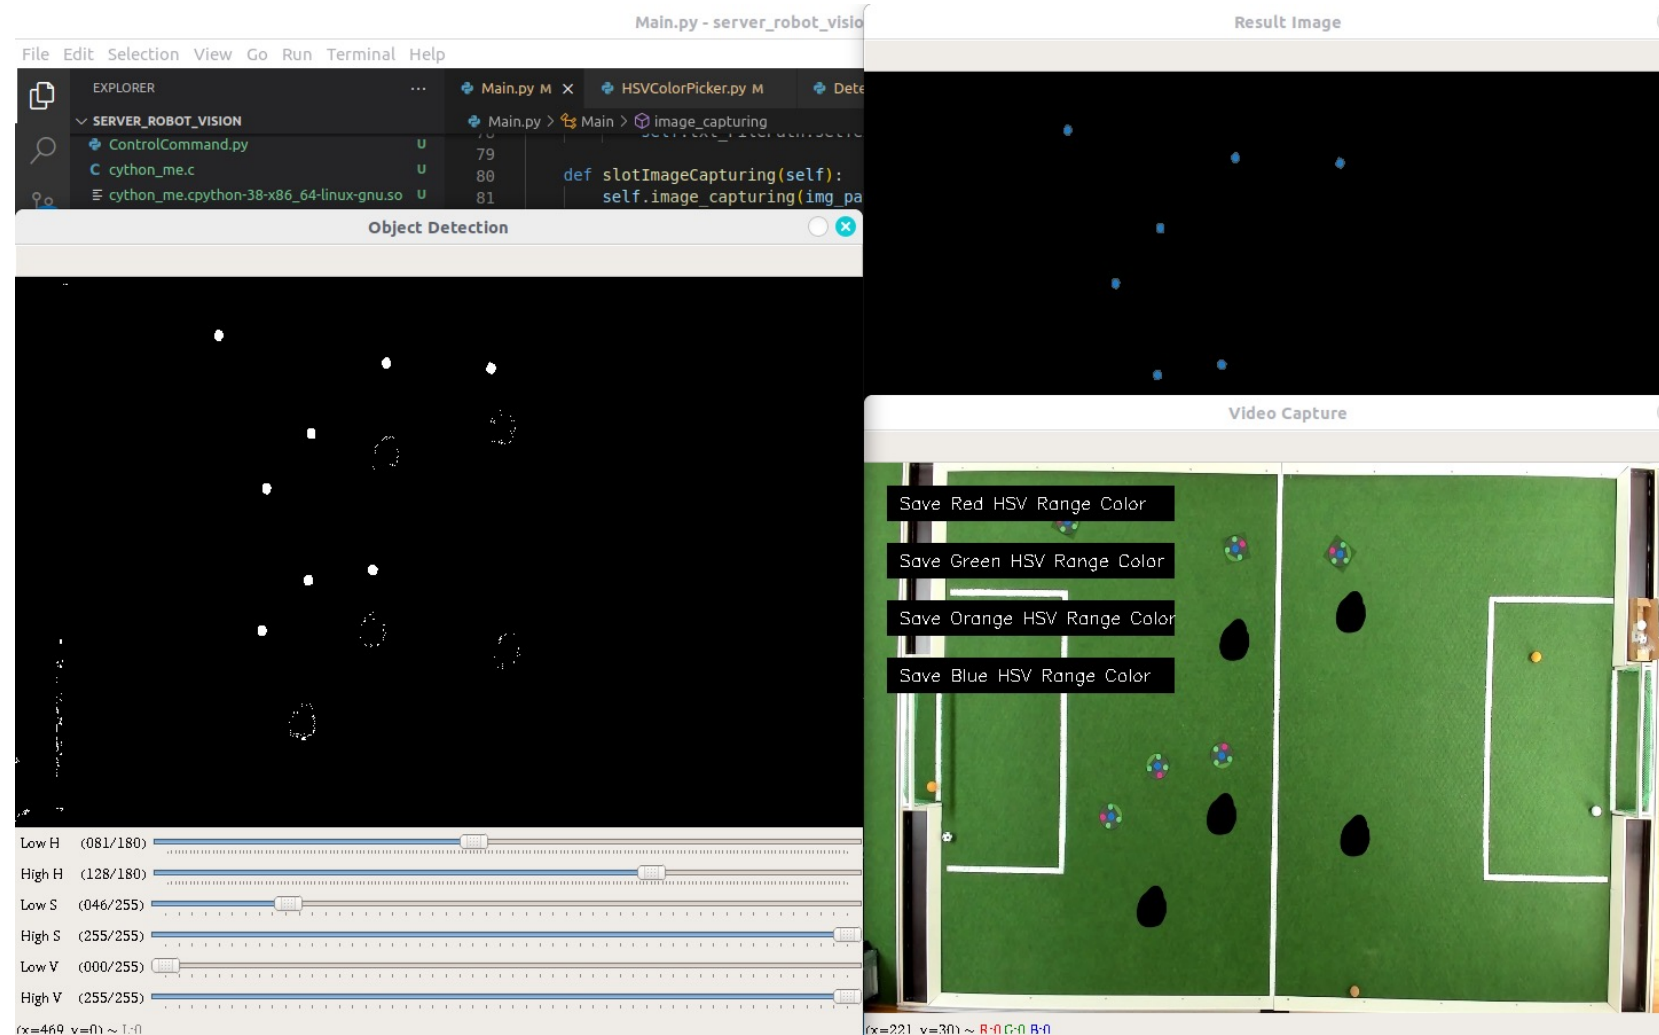 Main.py - server_robot_visio
File Edit Selection View Go Run Terminal Help
EXPLORER ...
SERVER_ROBOT_VISION
ControlCommand.py U
C cython_me.c U
cython_me.cpython-38-x86_64-linux-gnu.so U
Main.py M HSVColorPicker.py M Dete
Main.py > Main > image_capturing
79
80 def slotImageCapturing(self):
81 self.image_capturing(img_pa
Result Image
Object Detection
Low H (081/180)
High H (128/180)
Low S (046/255)
High S (255/255)
Low V (000/255)
High V (255/255)
(x=469, y=0) ~ L:0
Video Capture
Save Red HSV Range Color
Save Green HSV Range Color
Save Orange HSV Range Color
Save Blue HSV Range Color
(x=221, y=30) ~ R:0 G:0 B:0